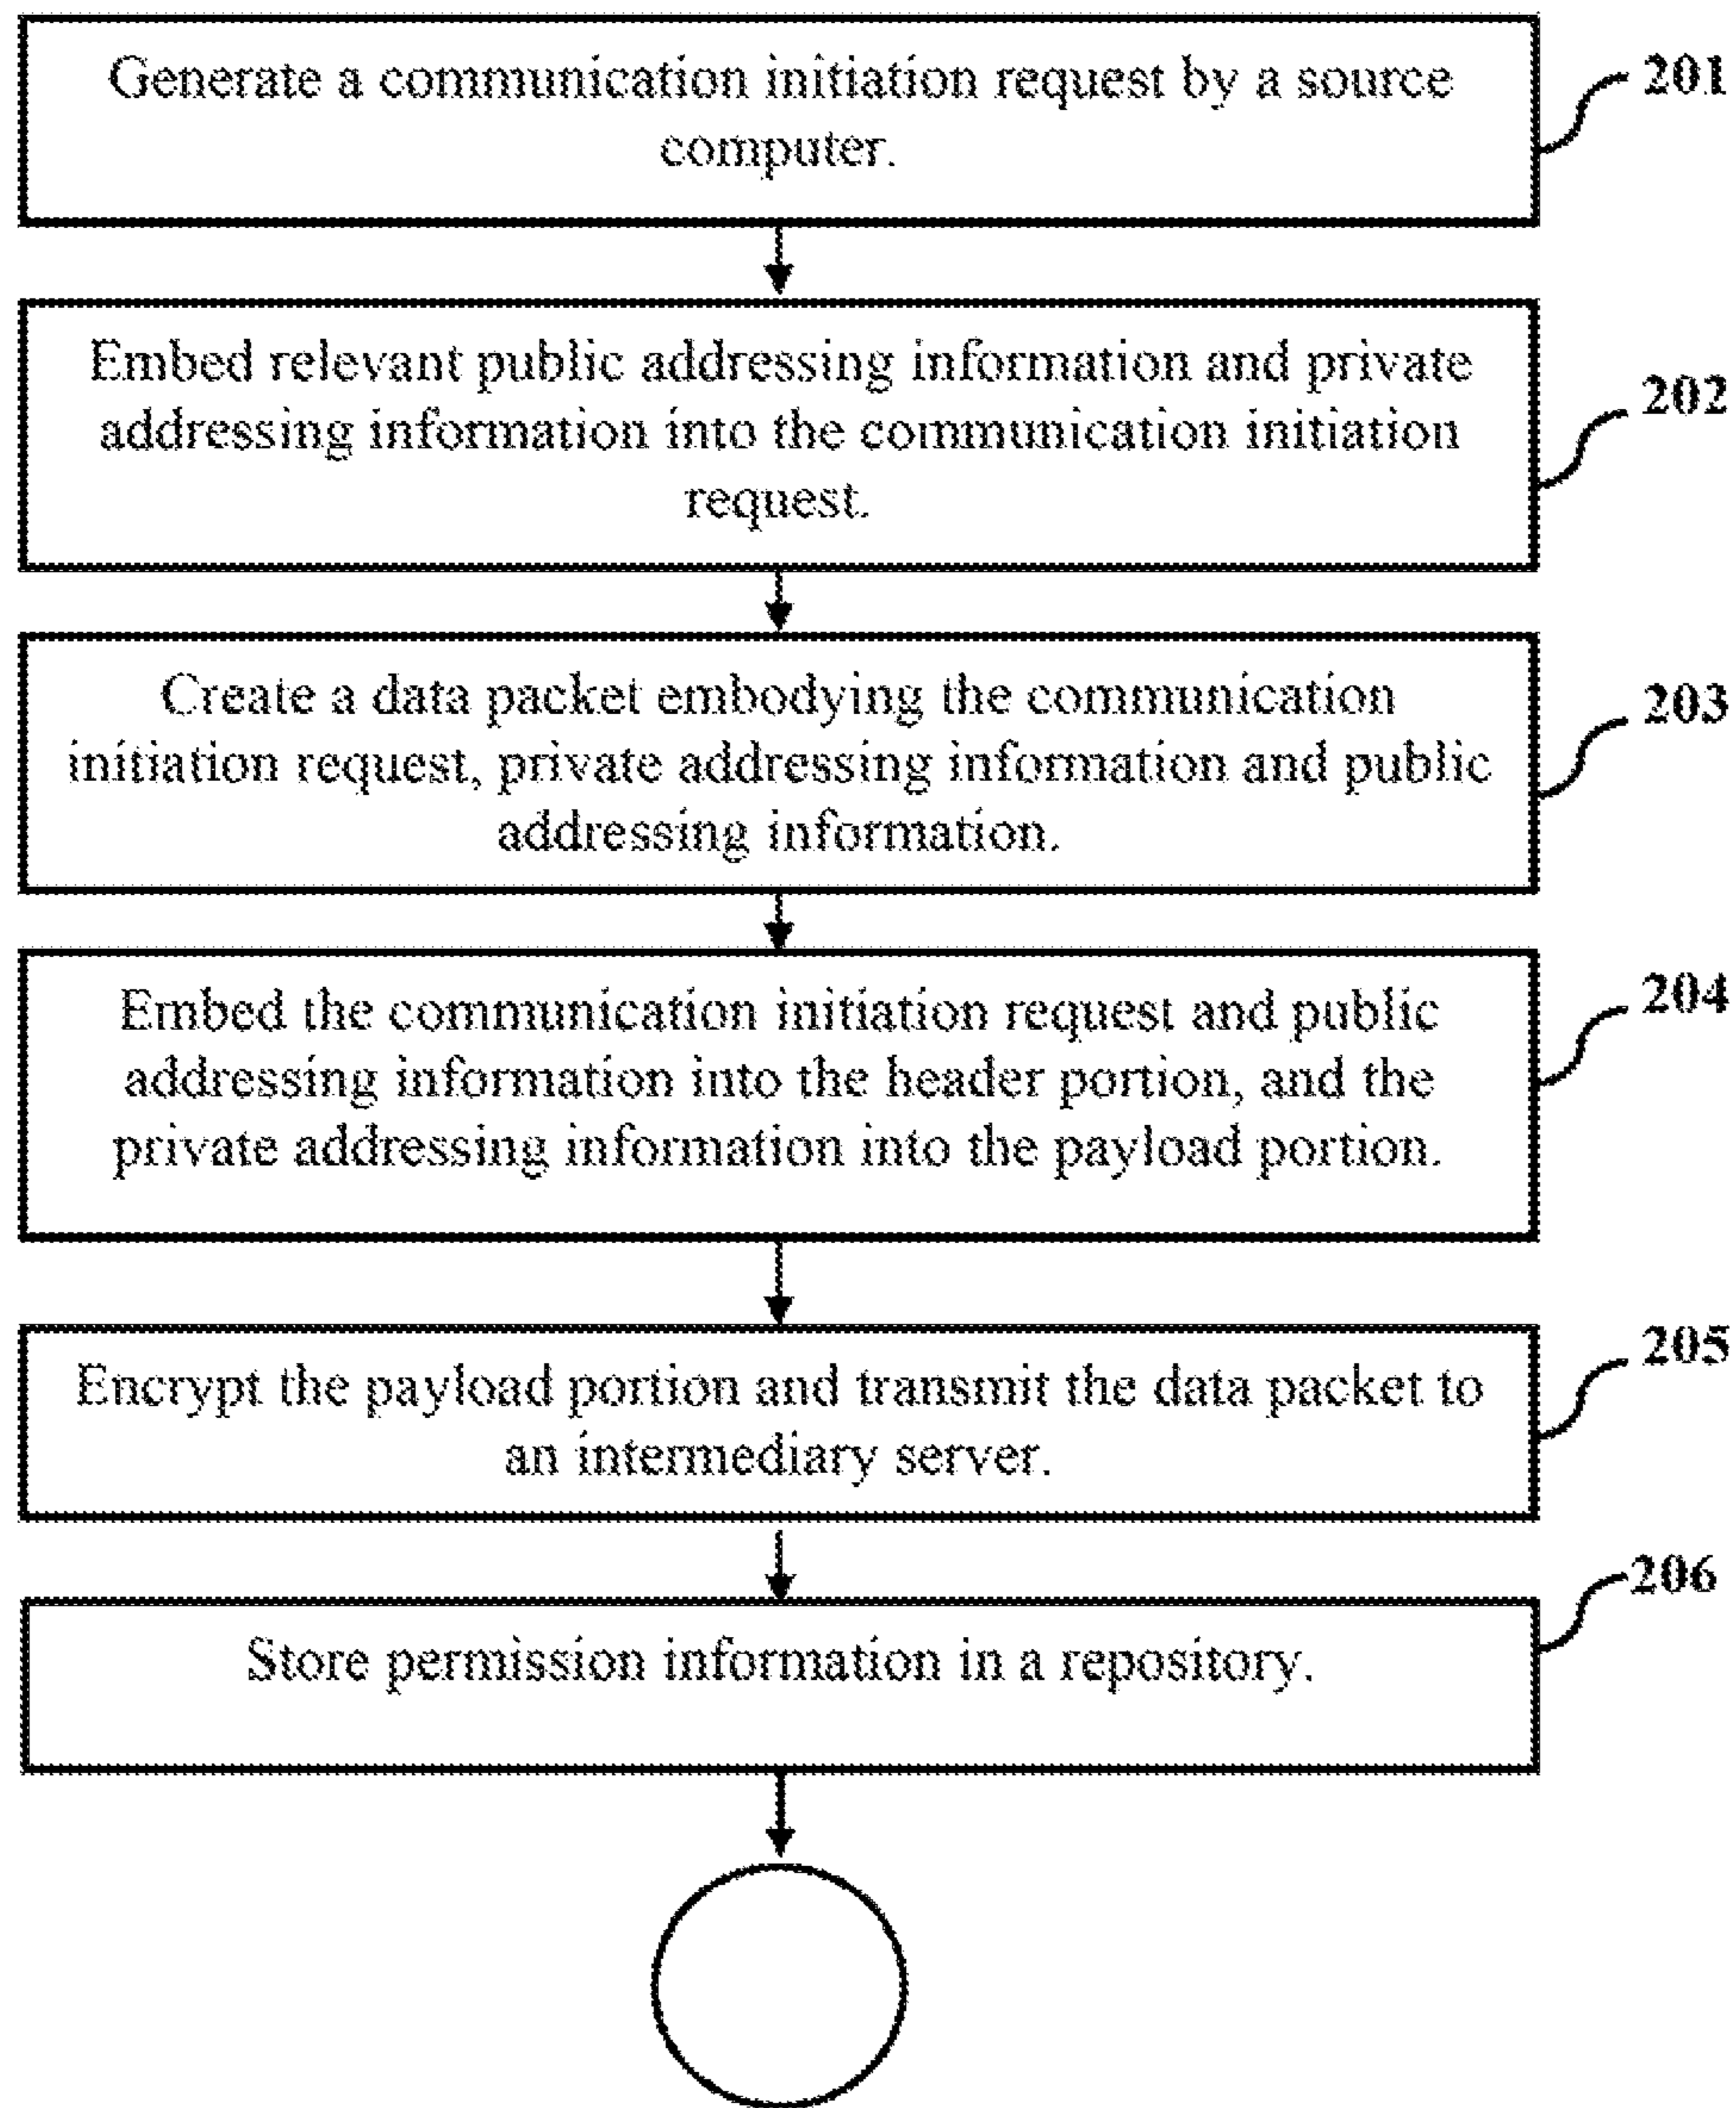 Generate a communication initiation request by a source
computer.
201
Embed relevant public addressing information and private
addressing information into the communication initiation
request.
202
Create a data packet embodying the communication
initiation request, private addressing information and public
addressing information.
203
Embed the communication initiation request and public
addressing information into the header portion, and the
private addressing information into the payload portion.
204
Encrypt the payload portion and transmit the data packet to
an intermediary server.
205
Store permission information in a repository.
206